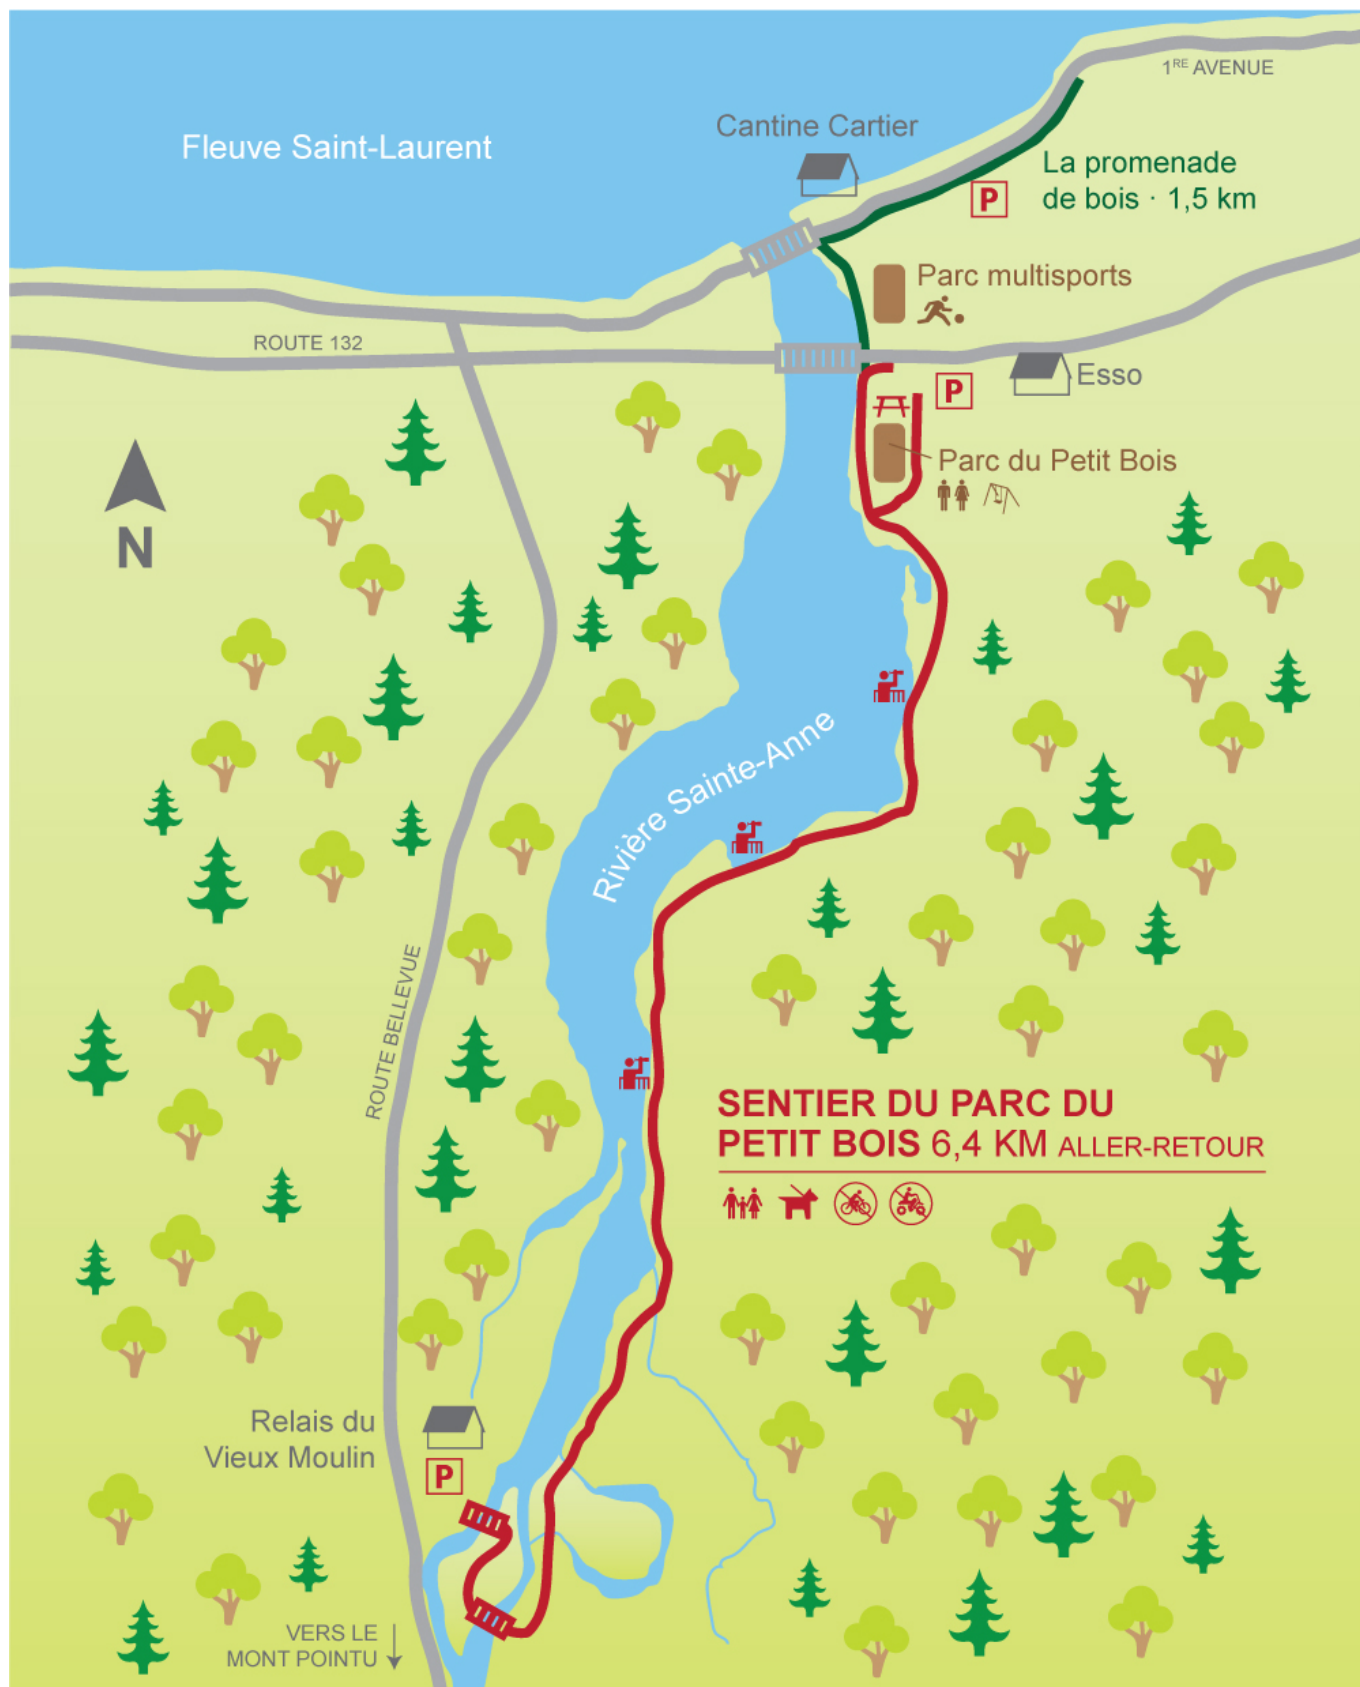 1RE AVENUE
Cantine Cartier
Fleuve Saint-Laurent
La promenade
de bois · 1,5 km
P
Parc multisports
ROUTE 132
Esso
P
Parc du Petit Bois
N
Rivière Sainte-Anne
ROUTE BELLEVUE
SENTIER DU PARC DU
PETIT BOIS 6,4 KM ALLER-RETOUR
Relais du
Vieux Moulin
P
VERS LE
MONT POINTU